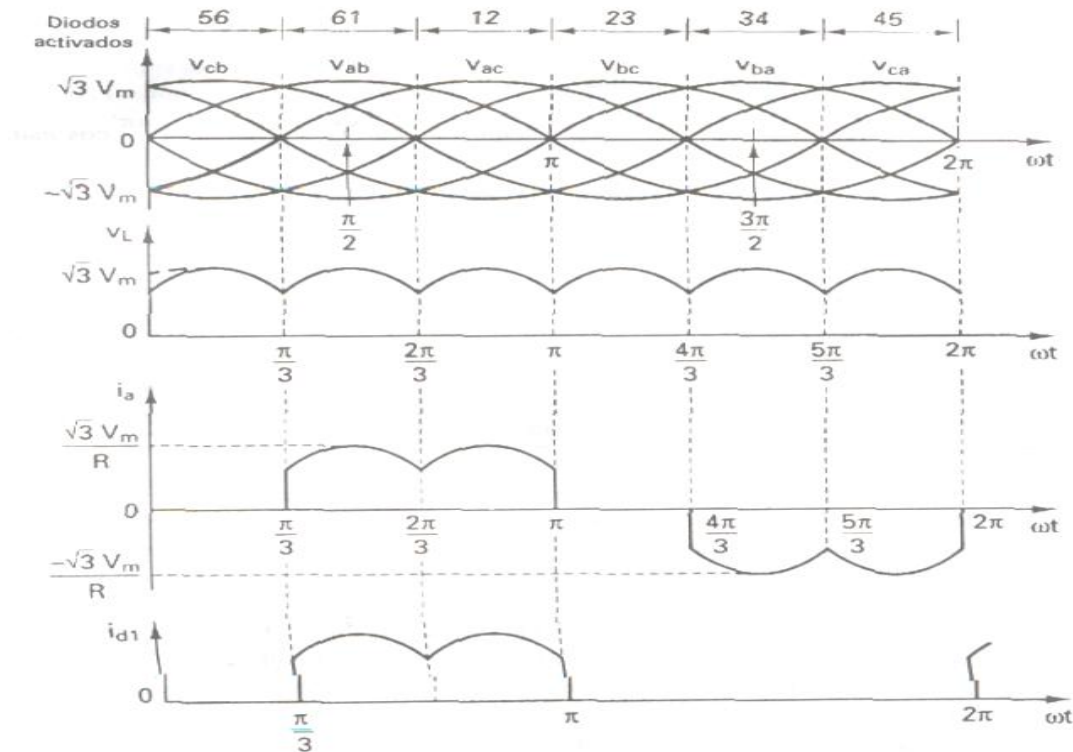 Diodos
activados
56 61 12 23 34 45
v_cb v_ab v_ac v_bc v_ba v_ca
√3 V_m
0
π
2π
ωt
−√3 V_m
π/2
3π/2
v_L
√3 V_m
0
π/3 2π/3 π 4π/3 5π/3 2π ωt
i_a
√3 V_m/R
0
π/3 2π/3 π 4π/3 5π/3 2π ωt
−√3 V_m/R
i_d1
0
π/3 π 2π ωt